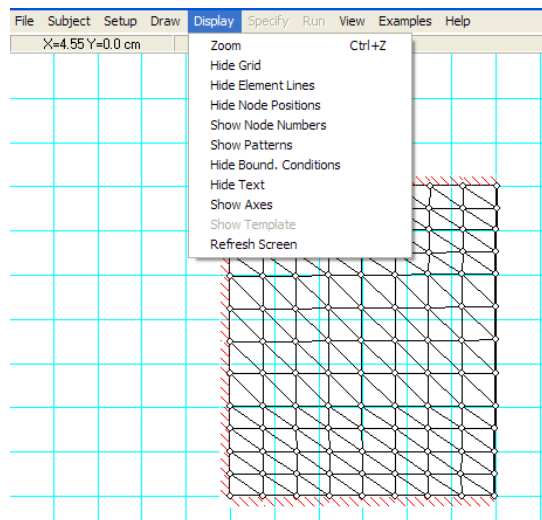 File Subject Setup Draw Display Specify Run View Examples Help
X=4.55 Y=0.0 cm
Zoom Ctrl+Z
Hide Grid
Hide Element Lines
Hide Node Positions
Show Node Numbers
Show Patterns
Hide Bound. Conditions
Hide Text
Show Axes
Show Template
Refresh Screen